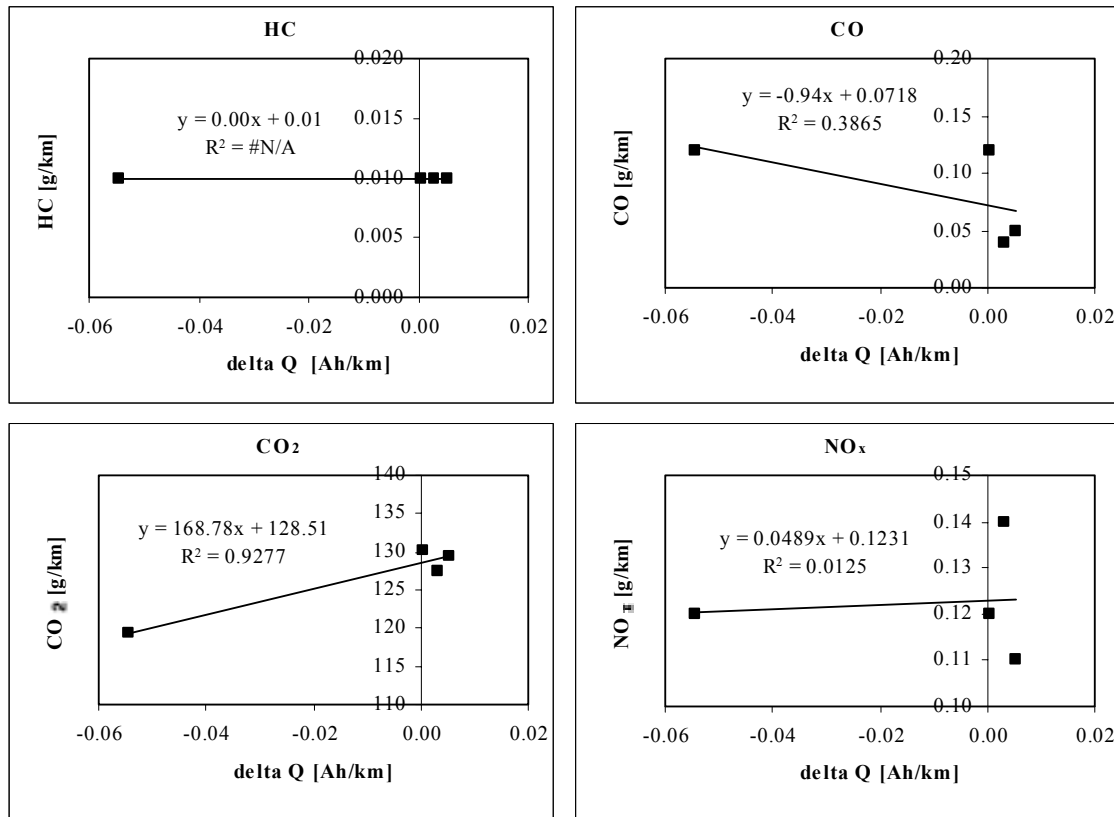 HC
0.020
0.015
0.010
0.005
0.000
y = 0.00x + 0.01
R² = #N/A
HC [g/km]
-0.06 -0.04 -0.02 0.00 0.02
delta Q [Ah/km]
CO
0.20
0.15
0.10
0.05
0.00
y = -0.94x + 0.0718
R² = 0.3865
CO [g/km]
-0.06 -0.04 -0.02 0.00 0.02
delta Q [Ah/km]
CO₂
140
135
130
125
120
115
110
y = 168.78x + 128.51
R² = 0.9277
CO 2 [g/km]
-0.06 -0.04 -0.02 0.00 0.02
delta Q [Ah/km]
NOx
0.15
0.14
0.13
0.12
0.11
0.10
y = 0.0489x + 0.1231
R² = 0.0125
NO [g/km]
-0.06 -0.04 -0.02 0.00 0.02
delta Q [Ah/km]